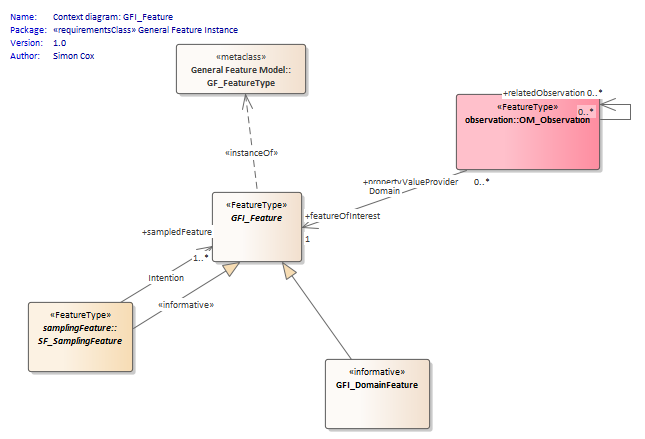 Name: Context diagram: GFI_Feature
Package: «requirementsClass» General Feature Instance
Version: 1.0
Author: Simon Cox
«metaclass»
General Feature Model::
GF_FeatureType
+relatedObservation 0..*
«FeatureType»
0..*
observation::OM_Observation
«instanceOf»
+propertyValueProvider 0..*
Domain
«FeatureType»
GFI_Feature
+featureOfInterest
1
+sampledFeature
1..*
Intention
«informative»
«FeatureType»
samplingFeature::
SF_SamplingFeature
«informative»
GFI_DomainFeature